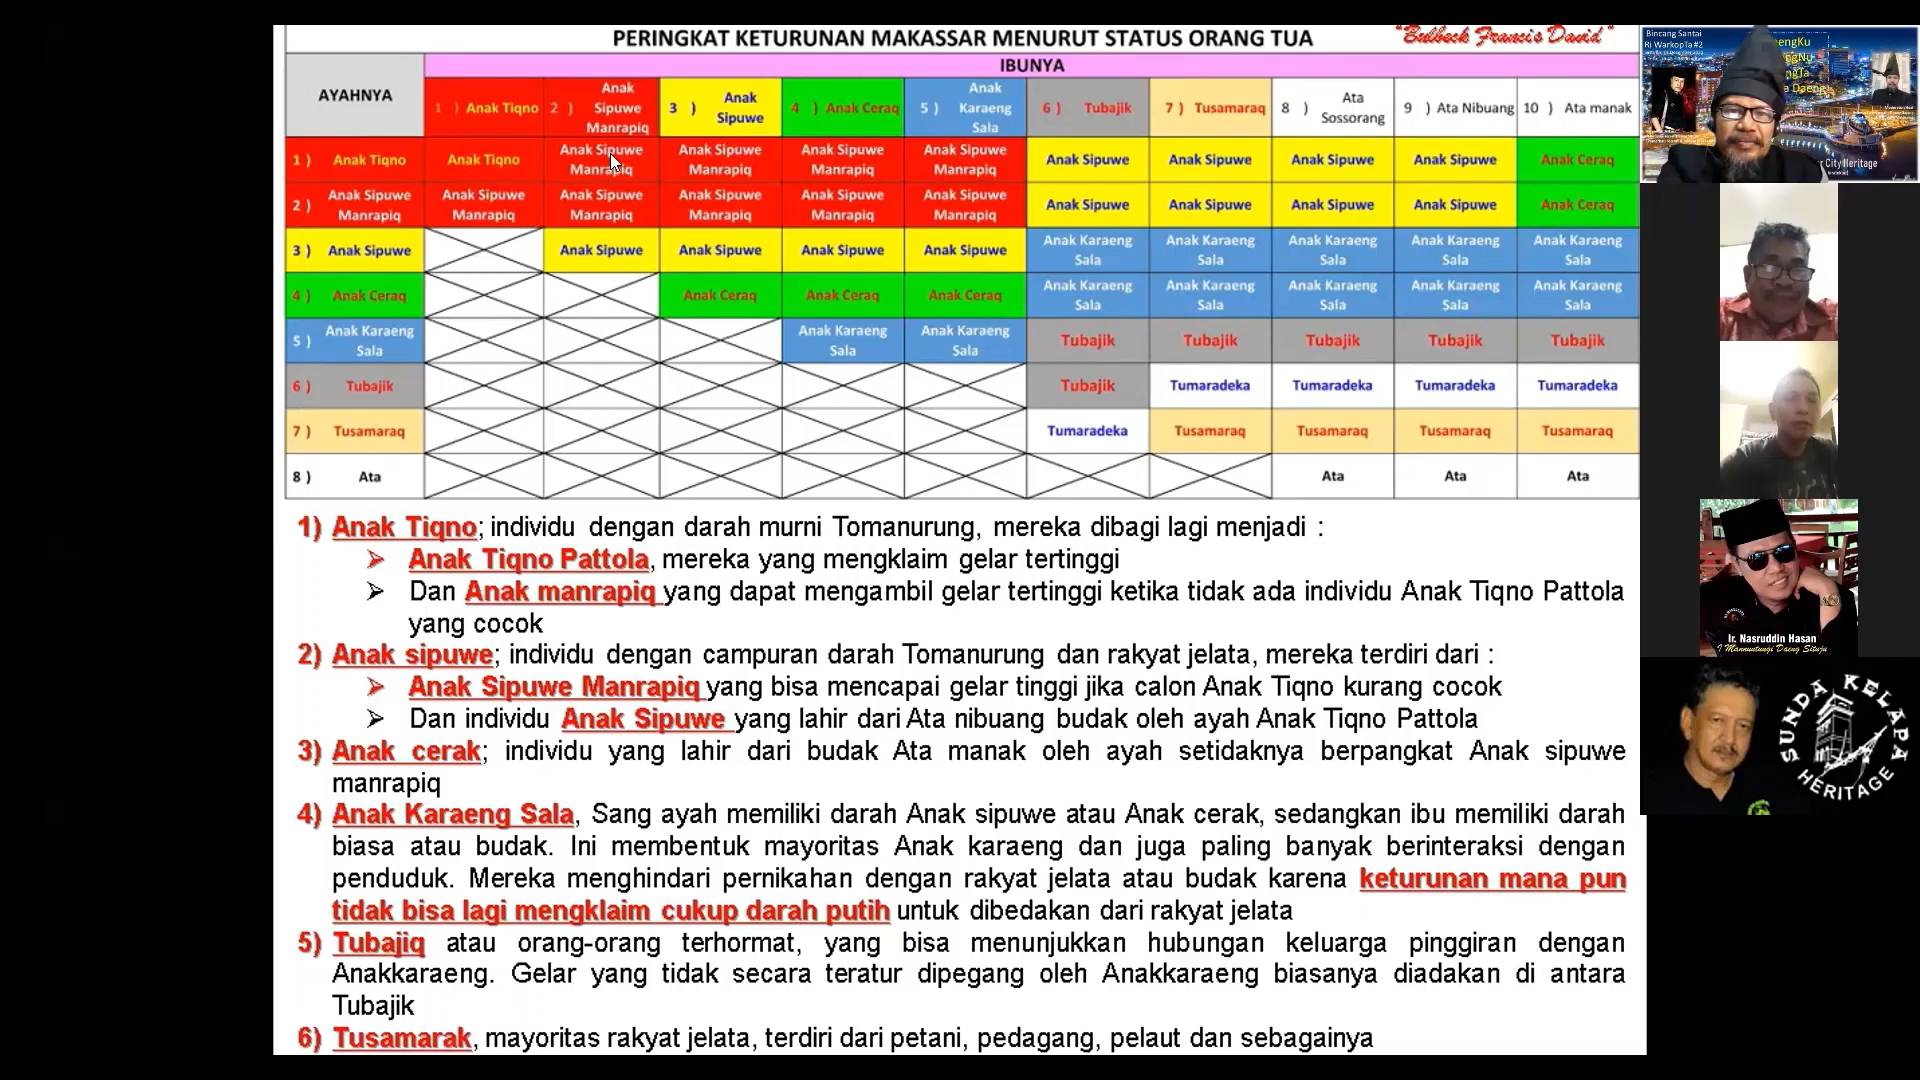 PERINGKAT KETURUNAN MAKASSAR MENURUT STATUS ORANG TUA
"Bulbeck Francis David"
AYAHNYA
IBUNYA
1 ) Anak Tiqno
2 ) Anak Sipuwe Manrapiq
3 ) Anak Sipuwe
4 ) Anak Ceraq
5 ) Anak Karaeng Sala
6 ) Tubajik
7 ) Tusamaraq
8 ) Ata Sossorang
9 ) Ata Nibuang
10 ) Ata manak
1 ) Anak Tiqno Anak Tiqno Anak Sipuwe Manrapiq Anak Sipuwe Manrapiq Anak Sipuwe Manrapiq Anak Sipuwe Manrapiq Anak Sipuwe Anak Sipuwe Anak Sipuwe Anak Sipuwe Anak Ceraq
2 ) Anak Sipuwe Manrapiq Anak Sipuwe Manrapiq Anak Sipuwe Manrapiq Anak Sipuwe Manrapiq Anak Sipuwe Manrapiq Anak Sipuwe Manrapiq Anak Sipuwe Anak Sipuwe Anak Sipuwe Anak Sipuwe Anak Ceraq
3 ) Anak Sipuwe Anak Sipuwe Anak Sipuwe Anak Sipuwe Anak Sipuwe Anak Karaeng Sala Anak Karaeng Sala Anak Karaeng Sala Anak Karaeng Sala Anak Karaeng Sala
4 ) Anak Ceraq Anak Ceraq Anak Ceraq Anak Ceraq Anak Karaeng Sala Anak Karaeng Sala Anak Karaeng Sala Anak Karaeng Sala Anak Karaeng Sala
5 ) Anak Karaeng Sala Anak Karaeng Sala Anak Karaeng Sala Tubajik Tubajik Tubajik Tubajik Tubajik
6 ) Tubajik Tubajik Tumaradeka Tumaradeka Tumaradeka Tumaradeka
7 ) Tusamaraq Tumaradeka Tusamaraq Tusamaraq Tusamaraq Tusamaraq
8 ) Ata Ata Ata Ata
1) Anak Tiqno; individu dengan darah murni Tomanurung, mereka dibagi lagi menjadi :
➢ Anak Tiqno Pattola, mereka yang mengklaim gelar tertinggi
➢ Dan Anak manrapiq yang dapat mengambil gelar tertinggi ketika tidak ada individu Anak Tiqno Pattola
yang cocok
2) Anak sipuwe; individu dengan campuran darah Tomanurung dan rakyat jelata, mereka terdiri dari :
➢ Anak Sipuwe Manrapiq yang bisa mencapai gelar tinggi jika calon Anak Tiqno kurang cocok
➢ Dan individu Anak Sipuwe yang lahir dari Ata nibuang budak oleh ayah Anak Tiqno Pattola
3) Anak cerak; individu yang lahir dari budak Ata manak oleh ayah setidaknya berpangkat Anak sipuwe
manrapiq
4) Anak Karaeng Sala, Sang ayah memiliki darah Anak sipuwe atau Anak cerak, sedangkan ibu memiliki darah
biasa atau budak. Ini membentuk mayoritas Anak karaeng dan juga paling banyak berinteraksi dengan
penduduk. Mereka menghindari pernikahan dengan rakyat jelata atau budak karena keturunan mana pun
tidak bisa lagi mengklaim cukup darah putih untuk dibedakan dari rakyat jelata
5) Tubajiq atau orang-orang terhormat, yang bisa menunjukkan hubungan keluarga pinggiran dengan
Anakkaraeng. Gelar yang tidak secara teratur dipegang oleh Anakkaraeng biasanya diadakan di antara
Tubajik
6) Tusamarak, mayoritas rakyat jelata, terdiri dari petani, pedagang, pelaut dan sebagainya
Bincang Santai
Ri WarkopTa #2
City Heritage
Ir. Nasruddin Hasan
I Mannuntungi Daeng Situju
SUNDA KELAPA
HERITAGE